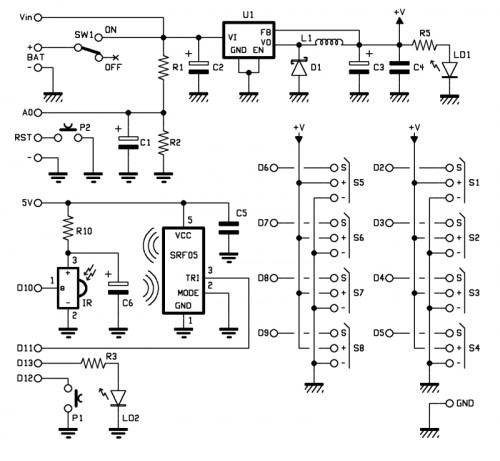 Vin
U1
SW1
ON
+
BAT
-
OFF
R1
+
C2
VI
FB
VO
GND
EN
L1
D1
+V
+
C3
C4
R5
LD1
A0
RST
P2
-
+
C1
R2
5V
R10
3
+
1
8
-
2
IR
D10
+
C6
5
VCC
SRF05
TRI
3
MODE
2
GND
1
C5
D11
D13
R3
D12
P1
LD2
+V
D6
S
+
-
S5
D7
S
+
-
S6
D8
S
+
-
S7
D9
S
+
-
S8
+V
D2
S
+
-
S1
D3
S
+
-
S2
D4
S
+
-
S3
D5
S
+
-
S4
GND